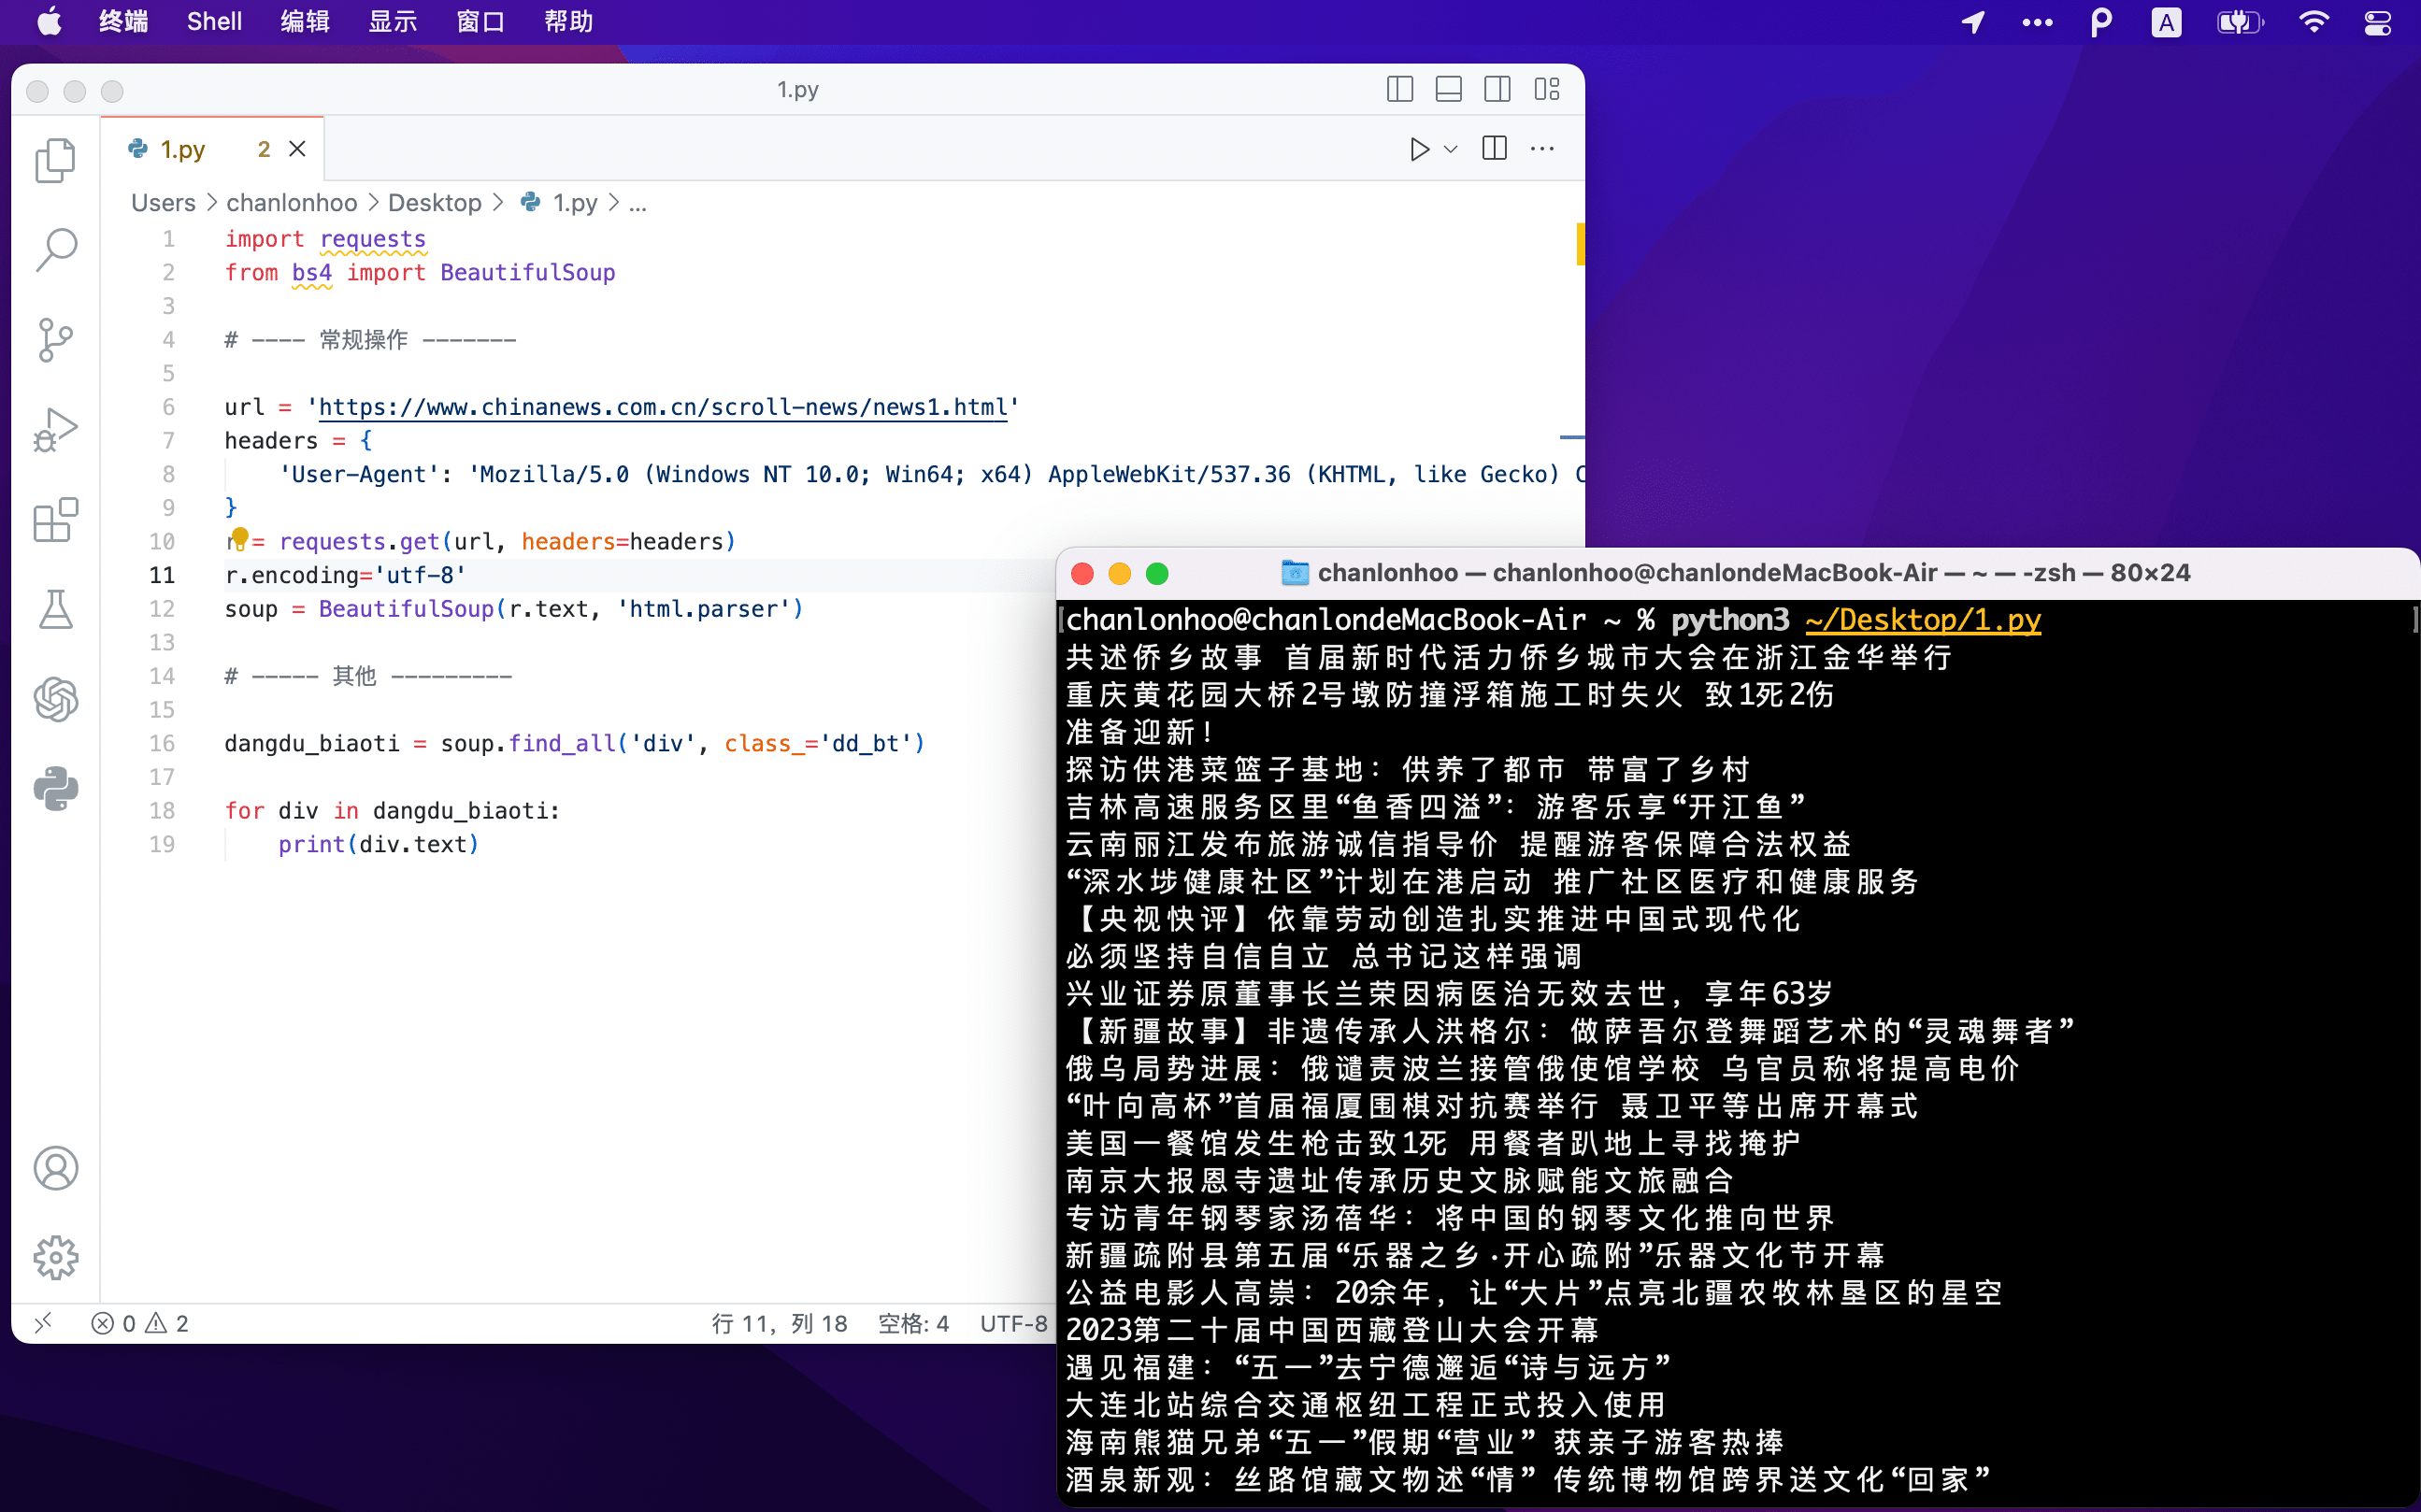 终端 Shell 编辑 显示 窗口 帮助
A
1.py
1.py 2
Users > chanlonhoo > Desktop > 1.py > ...
1 import requests
2 from bs4 import BeautifulSoup
3
4 # ---- 常规操作 -------
5
6 url = 'https://www.chinanews.com.cn/scroll-news/news1.html'
7 headers = {
8 'User-Agent': 'Mozilla/5.0 (Windows NT 10.0; Win64; x64) AppleWebKit/537.36 (KHTML, like Gecko) C
9 }
10 r = requests.get(url, headers=headers)
11 r.encoding='utf-8'
12 soup = BeautifulSoup(r.text, 'html.parser')
13
14 # ----- 其他 ---------
15
16 dangdu_biaoti = soup.find_all('div', class_='dd_bt')
17
18 for div in dangdu_biaoti:
19 print(div.text)
0 2 行 11，列 18 空格: 4 UTF-8
chanlonhoo — chanlonhoo@chanlondeMacBook-Air — ~ — -zsh — 80×24
[chanlonhoo@chanlondeMacBook-Air ~ % python3 ~/Desktop/1.py ]
共述侨乡故事 首届新时代活力侨乡城市大会在浙江金华举行
重庆黄花园大桥2号墩防撞浮箱施工时失火 致1死2伤
准备迎新！
探访供港菜篮子基地：供养了都市 带富了乡村
吉林高速服务区里“鱼香四溢”：游客乐享“开江鱼”
云南丽江发布旅游诚信指导价 提醒游客保障合法权益
“深水埗健康社区”计划在港启动 推广社区医疗和健康服务
【央视快评】依靠劳动创造扎实推进中国式现代化
必须坚持自信自立 总书记这样强调
兴业证券原董事长兰荣因病医治无效去世，享年63岁
【新疆故事】非遗传承人洪格尔：做萨吾尔登舞蹈艺术的“灵魂舞者”
俄乌局势进展：俄谴责波兰接管俄使馆学校 乌官员称将提高电价
“叶向高杯”首届福厦围棋对抗赛举行 聂卫平等出席开幕式
美国一餐馆发生枪击致1死 用餐者趴地上寻找掩护
南京大报恩寺遗址传承历史文脉赋能文旅融合
专访青年钢琴家汤蓓华：将中国的钢琴文化推向世界
新疆疏附县第五届“乐器之乡·开心疏附”乐器文化节开幕
公益电影人高崇：20余年，让“大片”点亮北疆农牧林垦区的星空
2023第二十届中国西藏登山大会开幕
遇见福建：“五一”去宁德邂逅“诗与远方”
大连北站综合交通枢纽工程正式投入使用
海南熊猫兄弟“五一”假期“营业” 获亲子游客热捧
酒泉新观：丝路馆藏文物述“情” 传统博物馆跨界送文化“回家”